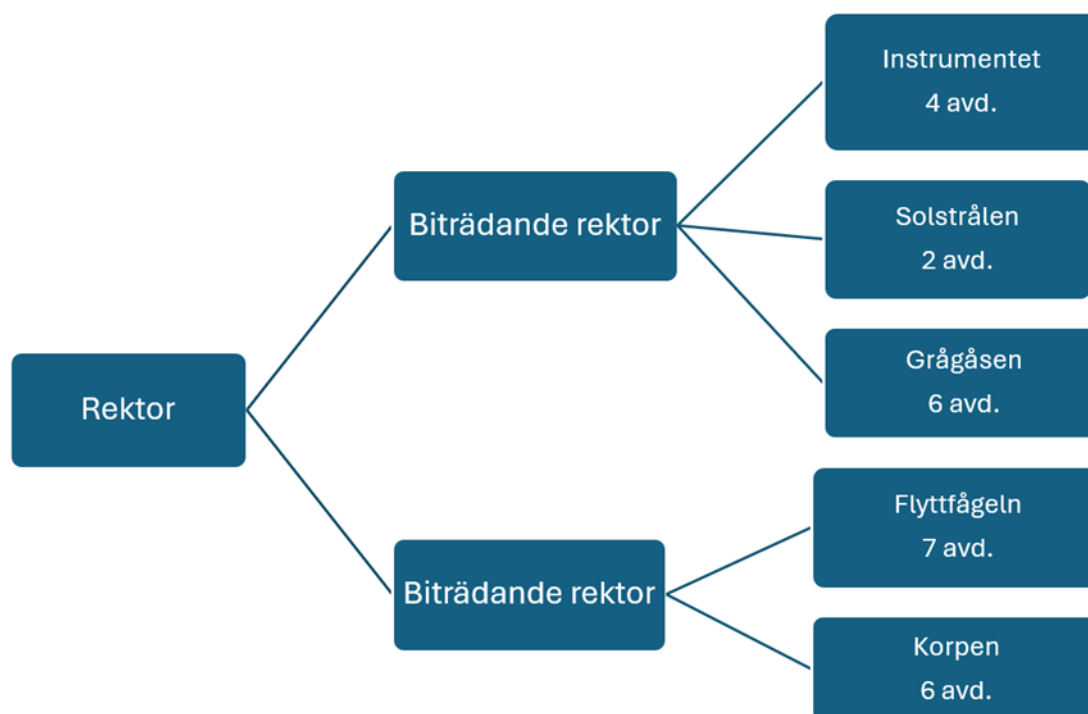 Rektor
Biträdande rektor
Instrumentet
4 avd.
Solstrålen
2 avd.
Grågåsen
6 avd.
Biträdande rektor
Flyttfågeln
7 avd.
Korpen
6 avd.